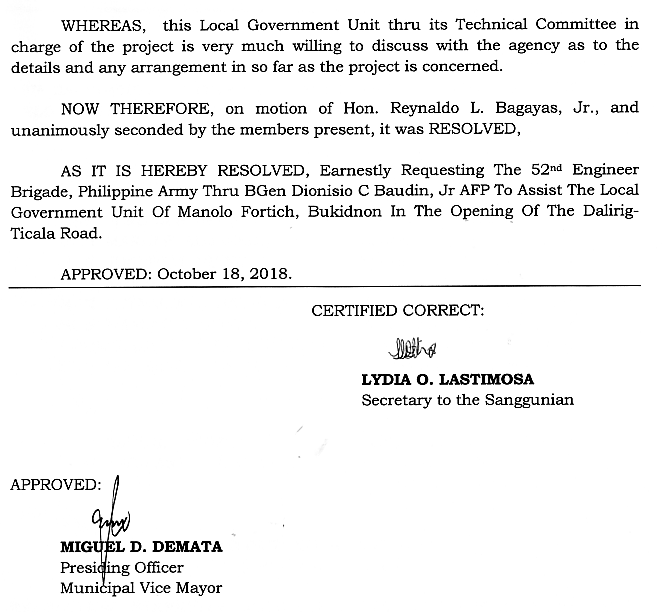 WHEREAS, this Local Government Unit thru its Technical Committee in
charge of the project is very much willing to discuss with the agency as to the
details and any arrangement in so far as the project is concerned.
NOW THEREFORE, on motion of Hon. Reynaldo L. Bagayas, Jr., and
unanimously seconded by the members present, it was RESOLVED,
AS IT IS HEREBY RESOLVED, Earnestly Requesting The 52nd Engineer
Brigade, Philippine Army Thru BGen Dionisio C Baudin, Jr AFP To Assist The Local
Government Unit Of Manolo Fortich, Bukidnon In The Opening Of The Dalirig-
Ticala Road.
APPROVED: October 18, 2018.
CERTIFIED CORRECT:
LYDIA O. LASTIMOSA
Secretary to the Sanggunian
APPROVED:
MIGUEL D. DEMATA
Presiding Officer
Municipal Vice Mayor